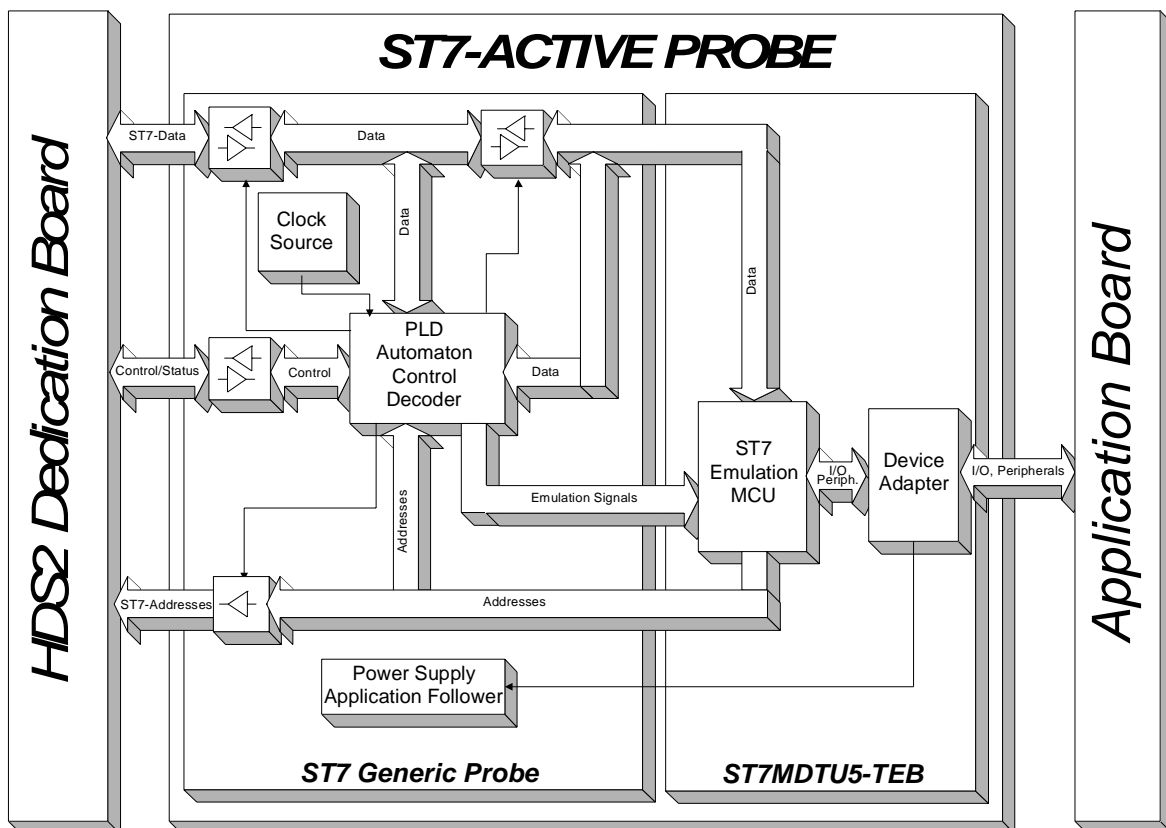 ST7-ACTIVE PROBE
HDS2 Dedication Board
ST7-Data
Data
Data
Clock
Source
Data
PLD
Automaton
Control
Decoder
Control/Status
Control
Data
Addresses
Emulation Signals
ST7-Addresses
Addresses
Power Supply
Application Follower
ST7 Generic Probe
ST7
Emulation
MCU
I/O
Periph.
Device
Adapter
I/O, Peripherals
ST7MDTU5-TEB
Application Board